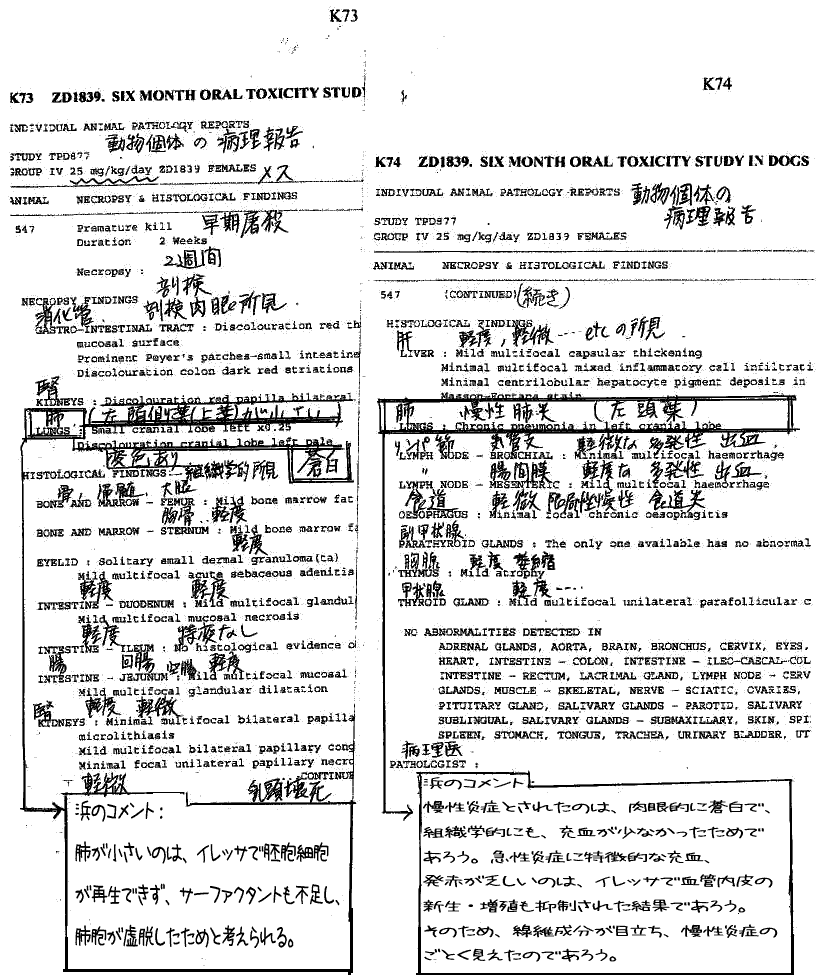 K73
K73 ZD1839. SIX MONTH ORAL TOXICITY STUD
INDIVIDUAL ANIMAL PATHOLOGY REPORTS
動物個体の病理報告
STUDY TPD877
GROUP IV 25 mg/kg/day ZD1839 FEMALES メス
ANIMAL NECROPSY & HISTOLOGICAL FINDINGS
547 Premature kill 早期屠殺
Duration 2 Weeks
2週間
Necropsy :
剖検
NECROPSY FINDINGS 剖検肉眼所見
消化管
GASTRO-INTESTINAL TRACT : Discolouration red th
mucosal surface
Prominent Peyer's patches-small intestine
Discolouration colon dark red striations
腎
KIDNEYS : Discolouration red papilla bilateral
肺 (左頭側葉(上葉)が小さい)
LUNGS : Small cranial lobe left x0.25
Discolouration cranial lobe left pale
変色あり 蒼白
HISTOLOGICAL FINDINGS 組織学的所見
骨, 骨髄, 大腿
BONE AND MARROW - FEMUR : Mild bone marrow fat
胸骨 軽度
BONE AND MARROW - STERNUM : Mild bone marrow fa
軽度
EYELID : Solitary small dermal granuloma(ta)
Mild multifocal acute sebaceous adenitis
軽度 軽度
INTESTINE - DUODENUM : Mild multifocal glandul
Mild multifocal mucosal necrosis
軽度 特変なし
INTESTINE - ILEUM : No histological evidence o
腸 回腸 空腸 軽度
INTESTINE - JEJUNUM : Mild multifocal mucosal
Mild multifocal glandular dilatation
腎 軽度 軽微
KIDNEYS : Minimal multifocal bilateral papilla
microlithiasis
Mild multifocal bilateral papillary cong
Minimal focal unilateral papillary necro
CONTINUE
軽微 乳頭壊死
浜のコメント:
肺が小さいのは、イレッサで胚胞細胞
が再生できず、サーファクタントも不足し、
肺胞が虚脱したためと考えられる。
K74
K74 ZD1839. SIX MONTH ORAL TOXICITY STUDY IN DOGS
INDIVIDUAL ANIMAL PATHOLOGY REPORTS 動物個体の
病理報告
STUDY TPD877
GROUP IV 25 mg/kg/day ZD1839 FEMALES
ANIMAL NECROPSY & HISTOLOGICAL FINDINGS
547 (CONTINUED) (続き)
HISTOLOGICAL FINDINGS
肝 軽度, 軽微 … etc の所見
LIVER : Mild multifocal capsular thickening
Minimal multifocal mixed inflammatory cell infiltrati
Minimal centrilobular hepatocyte pigment deposits in
Masson-Fontana stain
肺 慢性肺炎 (左頭葉)
LUNGS : Chronic pneumonia in left cranial lobe
リンパ節 気管支 軽微な多発性出血
LYMPH NODE - BRONCHIAL : Minimal multifocal haemorrhage
〃 腸間膜 軽度な多発性出血
LYMPH NODE - MESENTERIC : Mild multifocal haemorrhage
食道 軽微 限局性慢性食道炎
OESOPHAGUS : Minimal focal chronic oesophagitis
副甲状腺
PARATHYROID GLANDS : The only one available has no abnormal
胸腺 軽度 萎縮
THYMUS : Mild atrophy
甲状腺 軽度 ....
THYROID GLAND : Mild multifocal unilateral parafollicular c
NO ABNORMALITIES DETECTED IN
ADRENAL GLANDS, AORTA, BRAIN, BRONCHUS, CERVIX, EYES,
HEART, INTESTINE - COLON, INTESTINE - ILEO-CAECAL-COL
INTESTINE - RECTUM, LACRIMAL GLAND, LYMPH NODE - CERV
GLANDS, MUSCLE - SKELETAL, NERVE - SCIATIC, OVARIES,
PITUITARY GLAND, SALIVARY GLANDS - PAROTID, SALIVARY
SUBLINGUAL, SALIVARY GLANDS - SUBMAXILLARY, SKIN, SPI
SPLEEN, STOMACH, TONGUE, TRACHEA, URINARY BLADDER, UT
病理医
PATHOLOGIST :
浜のコメント
慢性炎症とされたのは、肉眼的に蒼白で、
組織学的にも、充血が少なかったためで
あろう。急性炎症に特徴的な充血、
発赤が乏しいのは、イレッサで血管内皮の
新生・増殖も抑制された結果であろう。
そのため、線維成分が目立ち、慢性炎症の
ごとく見えたのであろう。